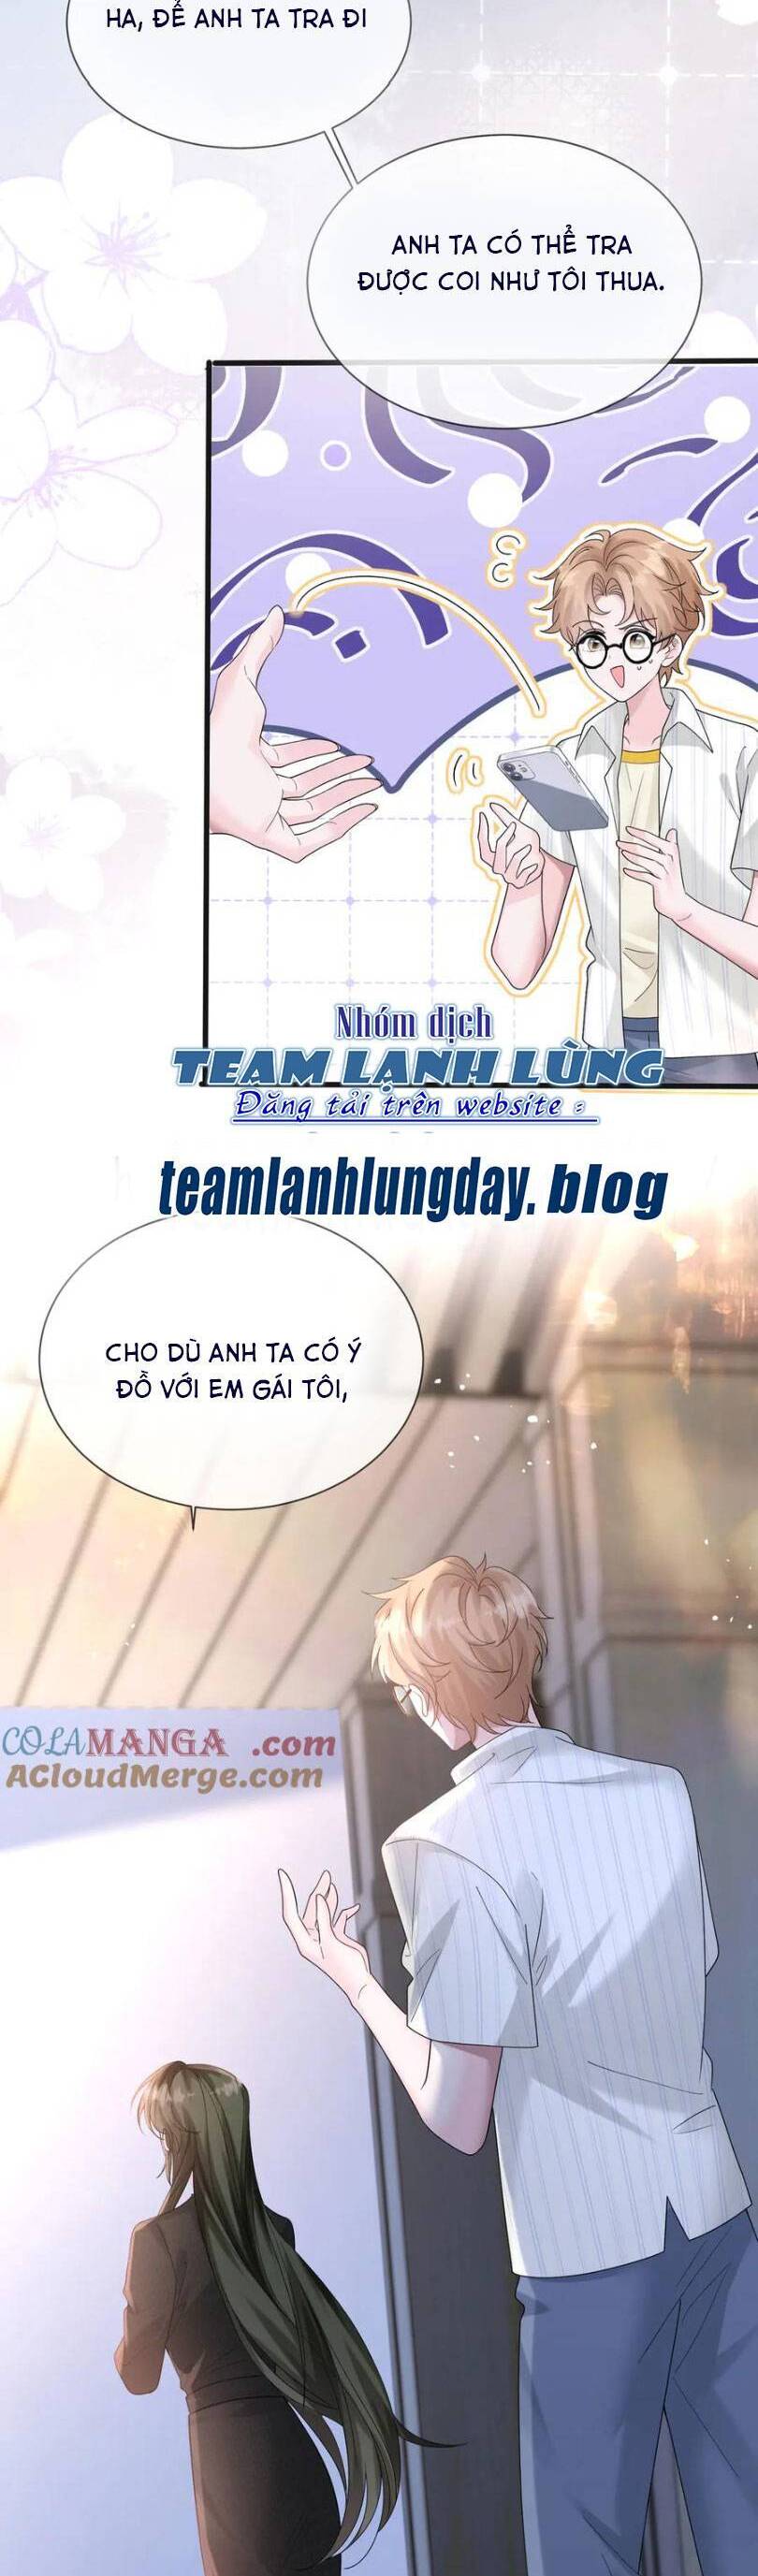 HA, ĐỂ ANH TA TRA ĐI
ANH TA CÓ THỂ TRA
ĐƯỢC COI NHƯ TÔI THUA.
Nhóm dịch
TEAM LẠNH LÙNG
Đăng tải trên website :
teamlanhlungday. blog
CHO DÙ ANH TA CÓ Ý
ĐỒ VỚI EM GÁI TÔI,
COLAMANGA .com
ACloudMerge.com